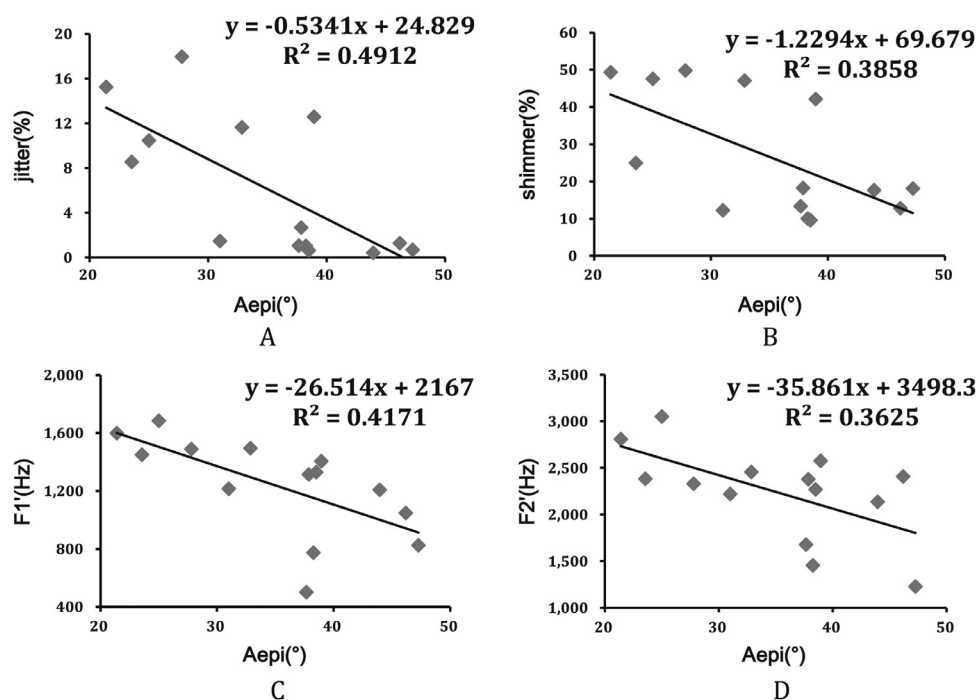 y = -0.5341x + 24.829
R² = 0.4912
20
16
12
8
4
0
jitter(%)
20 30 40 50
Aepi(°)
A
y = -1.2294x + 69.679
R² = 0.3858
60
50
40
30
20
10
0
shimmer(%)
20 30 40 50
Aepi(°)
B
y = -26.514x + 2167
R² = 0.4171
2,000
1,600
1,200
800
400
F1'(Hz)
20 30 40 50
Aepi(°)
C
y = -35.861x + 3498.3
R² = 0.3625
3,500
3,000
2,500
2,000
1,500
1,000
F2'(Hz)
20 30 40 50
Aepi(°)
D